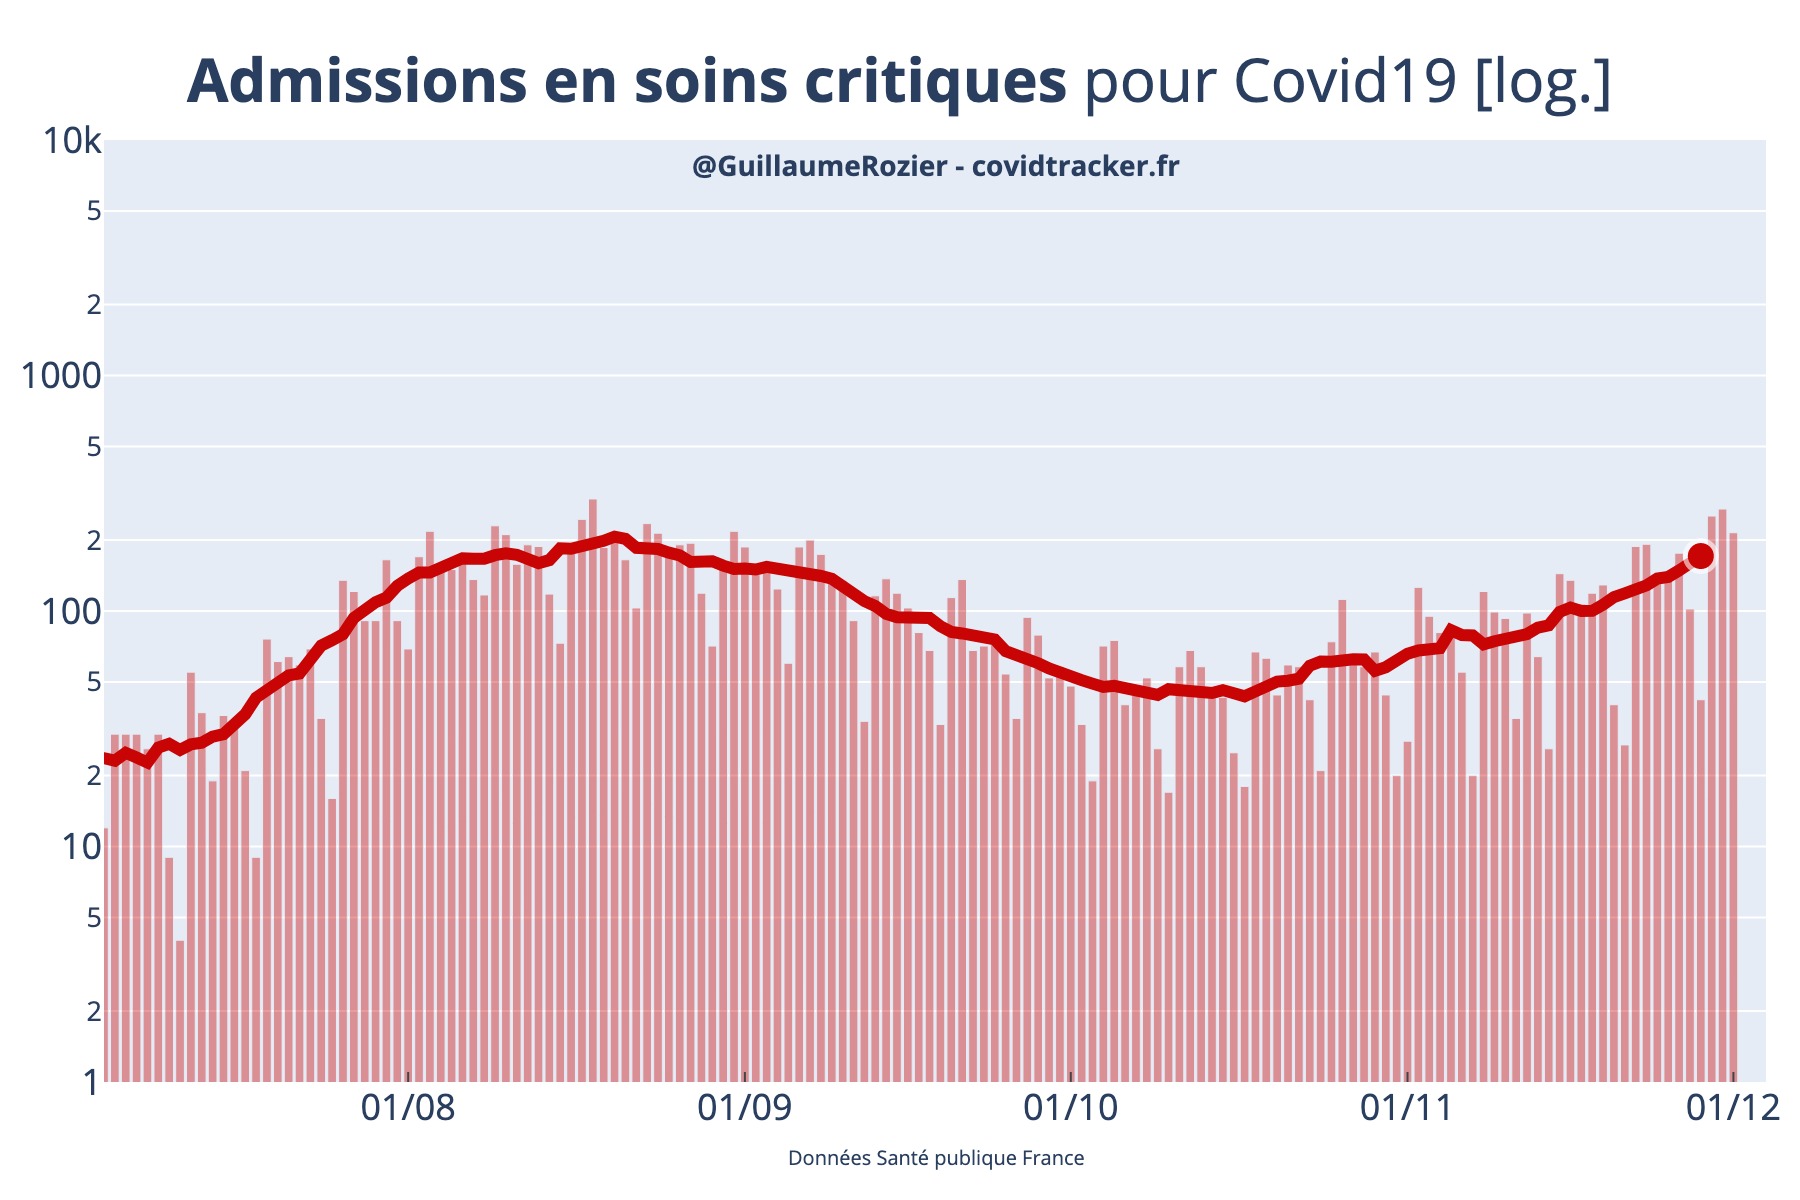 Admissions en soins critiques pour Covid19 [log.]
@GuillaumeRozier - covidtracker.fr
10k
5
2
1000
5
2
100
5
2
10
5
2
1
01/08 01/09 01/10 01/11 01/12
Données Santé publique France